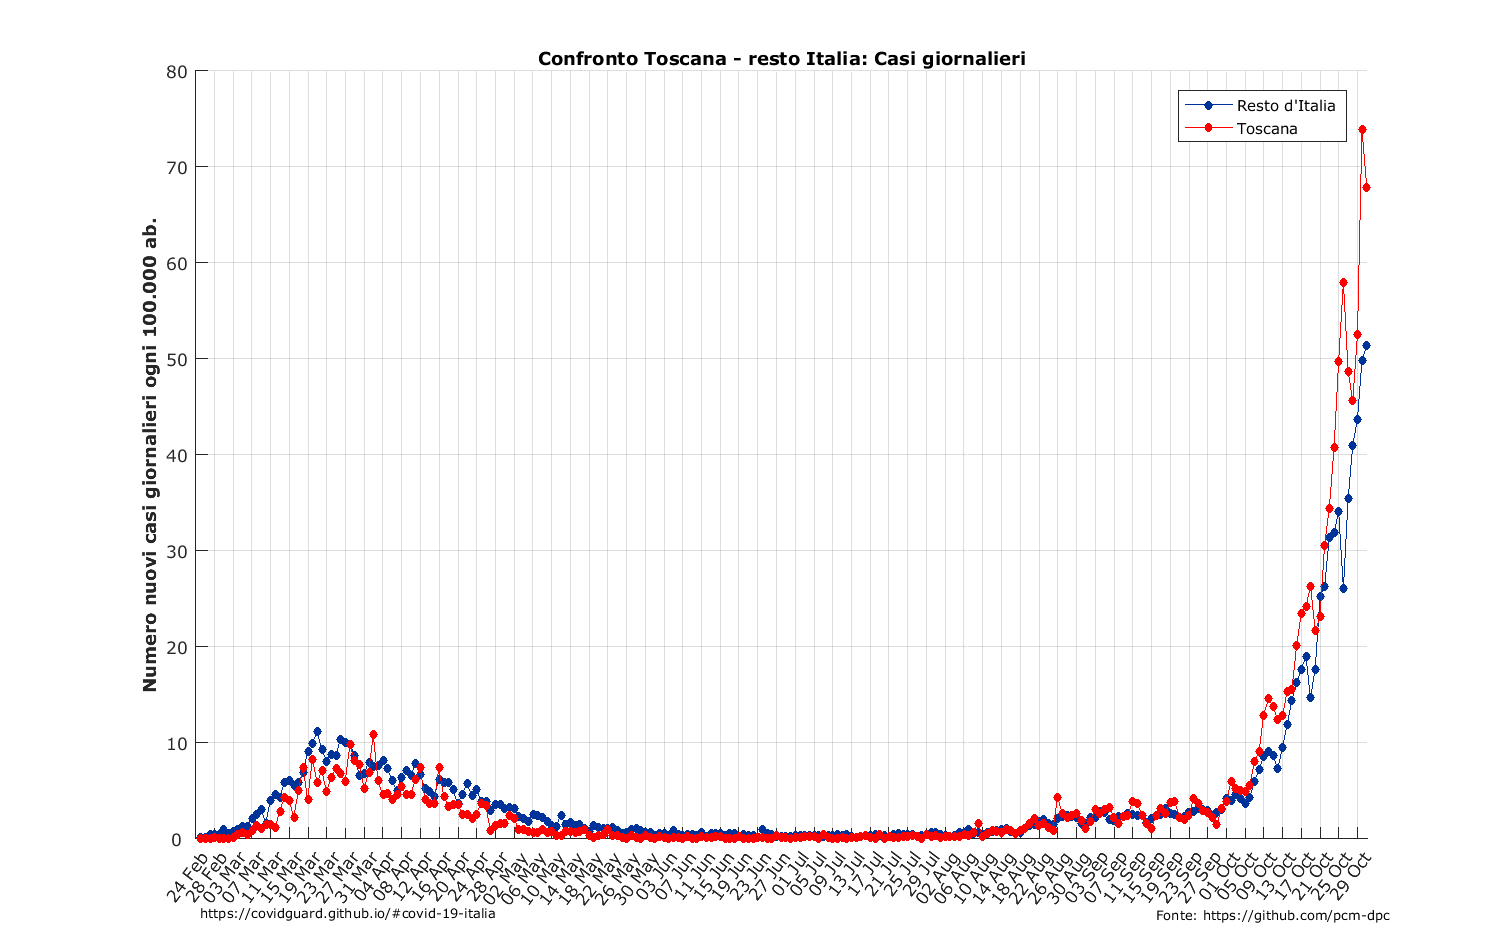 Confronto Toscana - resto Italia: Casi giornalieri
Resto d'Italia
Toscana
Numero nuovi casi giornalieri ogni 100.000 ab.
80
70
60
50
40
30
20
10
0
24 Feb
28 Feb
03 Mar
07 Mar
11 Mar
15 Mar
19 Mar
23 Mar
27 Mar
31 Mar
04 Apr
08 Apr
12 Apr
16 Apr
20 Apr
24 Apr
28 Apr
02 May
06 May
10 May
14 May
18 May
22 May
26 May
30 May
03 Jun
07 Jun
11 Jun
15 Jun
19 Jun
23 Jun
27 Jun
01 Jul
05 Jul
09 Jul
13 Jul
17 Jul
21 Jul
25 Jul
29 Jul
02 Aug
06 Aug
10 Aug
14 Aug
18 Aug
22 Aug
26 Aug
30 Aug
03 Sep
07 Sep
11 Sep
15 Sep
19 Sep
23 Sep
27 Sep
01 Oct
05 Oct
09 Oct
13 Oct
17 Oct
21 Oct
25 Oct
29 Oct
https://covidguard.github.io/#covid-19-italia
Fonte: https://github.com/pcm-dpc